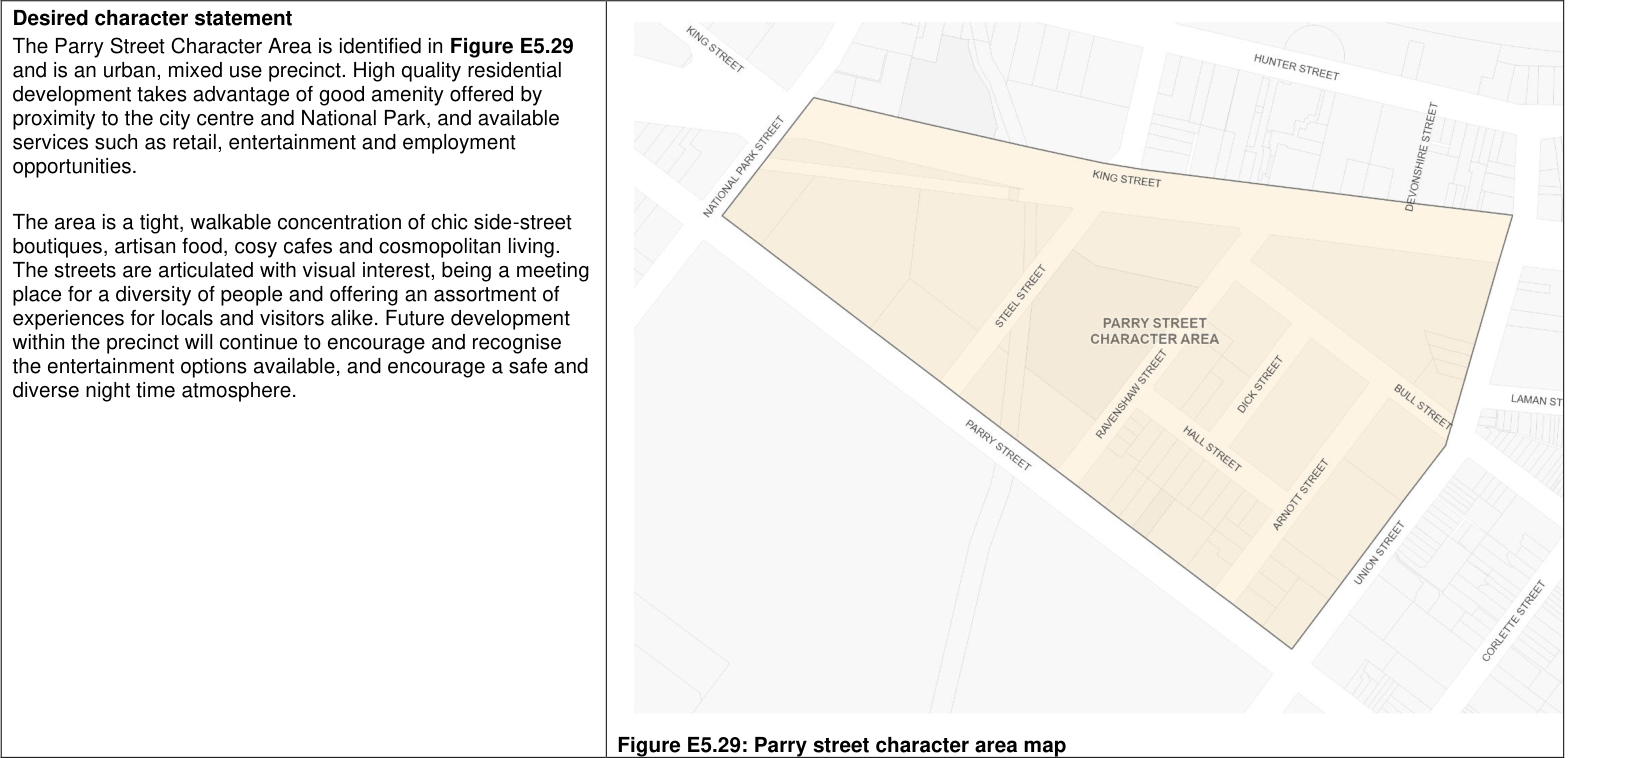 Desired character statement
The Parry Street Character Area is identified in Figure E5.29
and is an urban, mixed use precinct. High quality residential
development takes advantage of good amenity offered by
proximity to the city centre and National Park, and available
services such as retail, entertainment and employment
opportunities.
The area is a tight, walkable concentration of chic side-street
boutiques, artisan food, cosy cafes and cosmopolitan living.
The streets are articulated with visual interest, being a meeting
place for a diversity of people and offering an assortment of
experiences for locals and visitors alike. Future development
within the precinct will continue to encourage and recognise
the entertainment options available, and encourage a safe and
diverse night time atmosphere.
KING STREET
HUNTER STREET
DEVONSHIRE STREET
NATIONAL PARK STREET
KING STREET
STEEL STREET
PARRY STREET
CHARACTER AREA
RAVENSHAW STREET
DICK STREET
BULL STREET
LAMAN ST
PARRY STREET
HALL STREET
ARNOTT STREET
UNION STREET
CORLETTE STREET
Figure E5.29: Parry street character area map